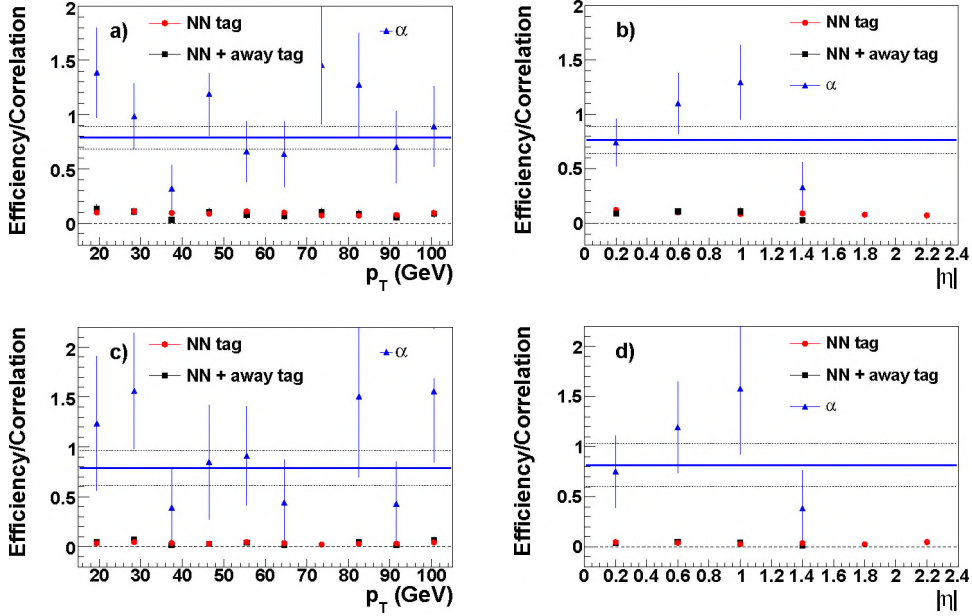 a)
NN tag
NN + away tag
α
Efficiency/Correlation
2
1.5
1
0.5
0
20 30 40 50 60 70 80 90 100
p_T (GeV)
b)
NN tag
NN + away tag
α
Efficiency/Correlation
2
1.5
1
0.5
0
0 0.2 0.4 0.6 0.8 1 1.2 1.4 1.6 1.8 2 2.2 2.4
|η|
c)
NN tag
NN + away tag
α
Efficiency/Correlation
2
1.5
1
0.5
0
20 30 40 50 60 70 80 90 100
p_T (GeV)
d)
NN tag
NN + away tag
α
Efficiency/Correlation
2
1.5
1
0.5
0
0 0.2 0.4 0.6 0.8 1 1.2 1.4 1.6 1.8 2 2.2 2.4
|η|